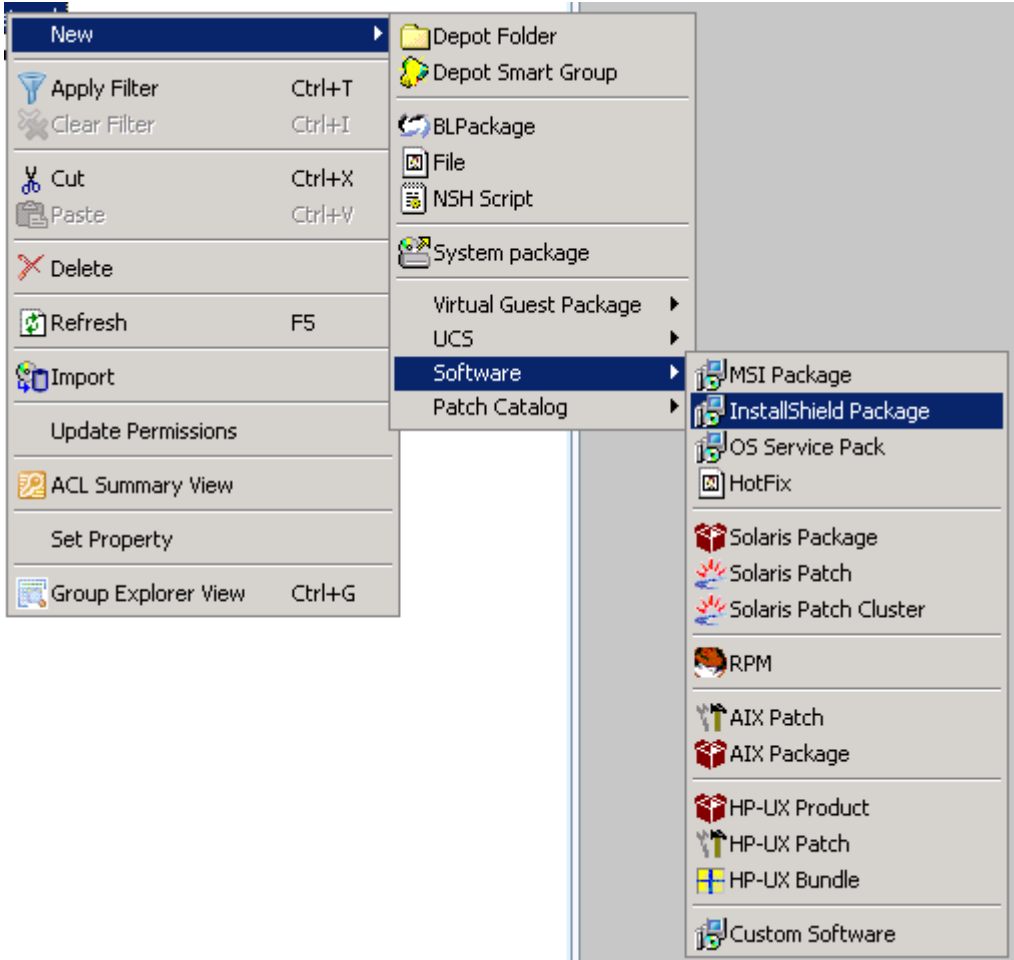 New
Apply Filter Ctrl+T
Clear Filter Ctrl+I
Cut Ctrl+X
Paste Ctrl+V
Delete
Refresh F5
Import
Update Permissions
ACL Summary View
Set Property
Group Explorer View Ctrl+G
Depot Folder
Depot Smart Group
BLPackage
File
NSH Script
System package
Virtual Guest Package
UCS
Software
Patch Catalog
MSI Package
InstallShield Package
OS Service Pack
HotFix
Solaris Package
Solaris Patch
Solaris Patch Cluster
RPM
AIX Patch
AIX Package
HP-UX Product
HP-UX Patch
HP-UX Bundle
Custom Software